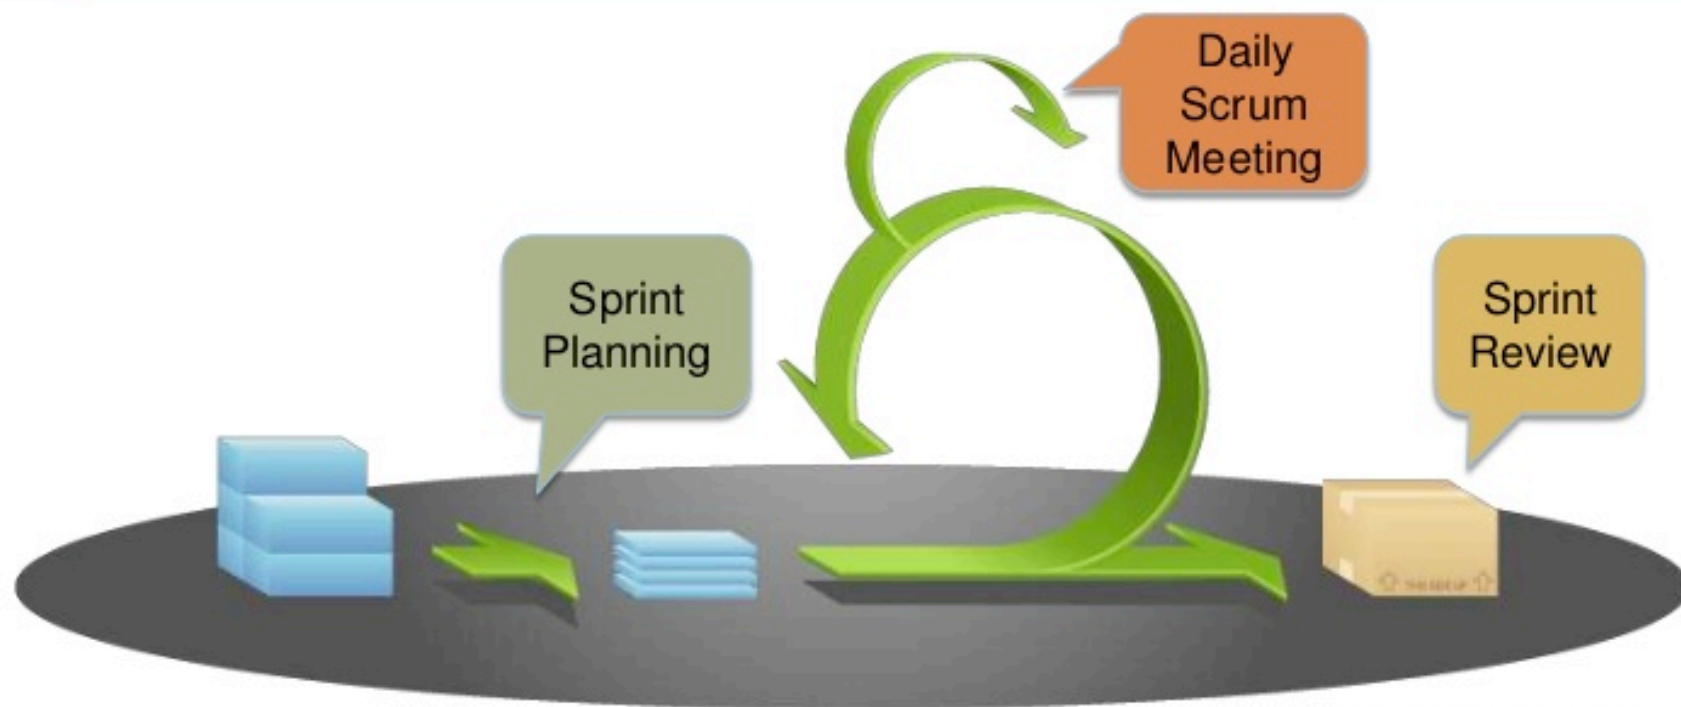 Daily
Scrum
Meeting
Sprint
Planning
Sprint
Review